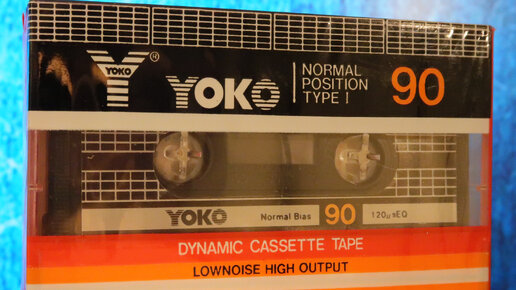 YOKO ®
YOKO
NORMAL
POSITION
TYPE I
90
YOKO Normal Bias 90 120μsEQ
DYNAMIC CASSETTE TAPE
LOWNOISE HIGH OUTPUT